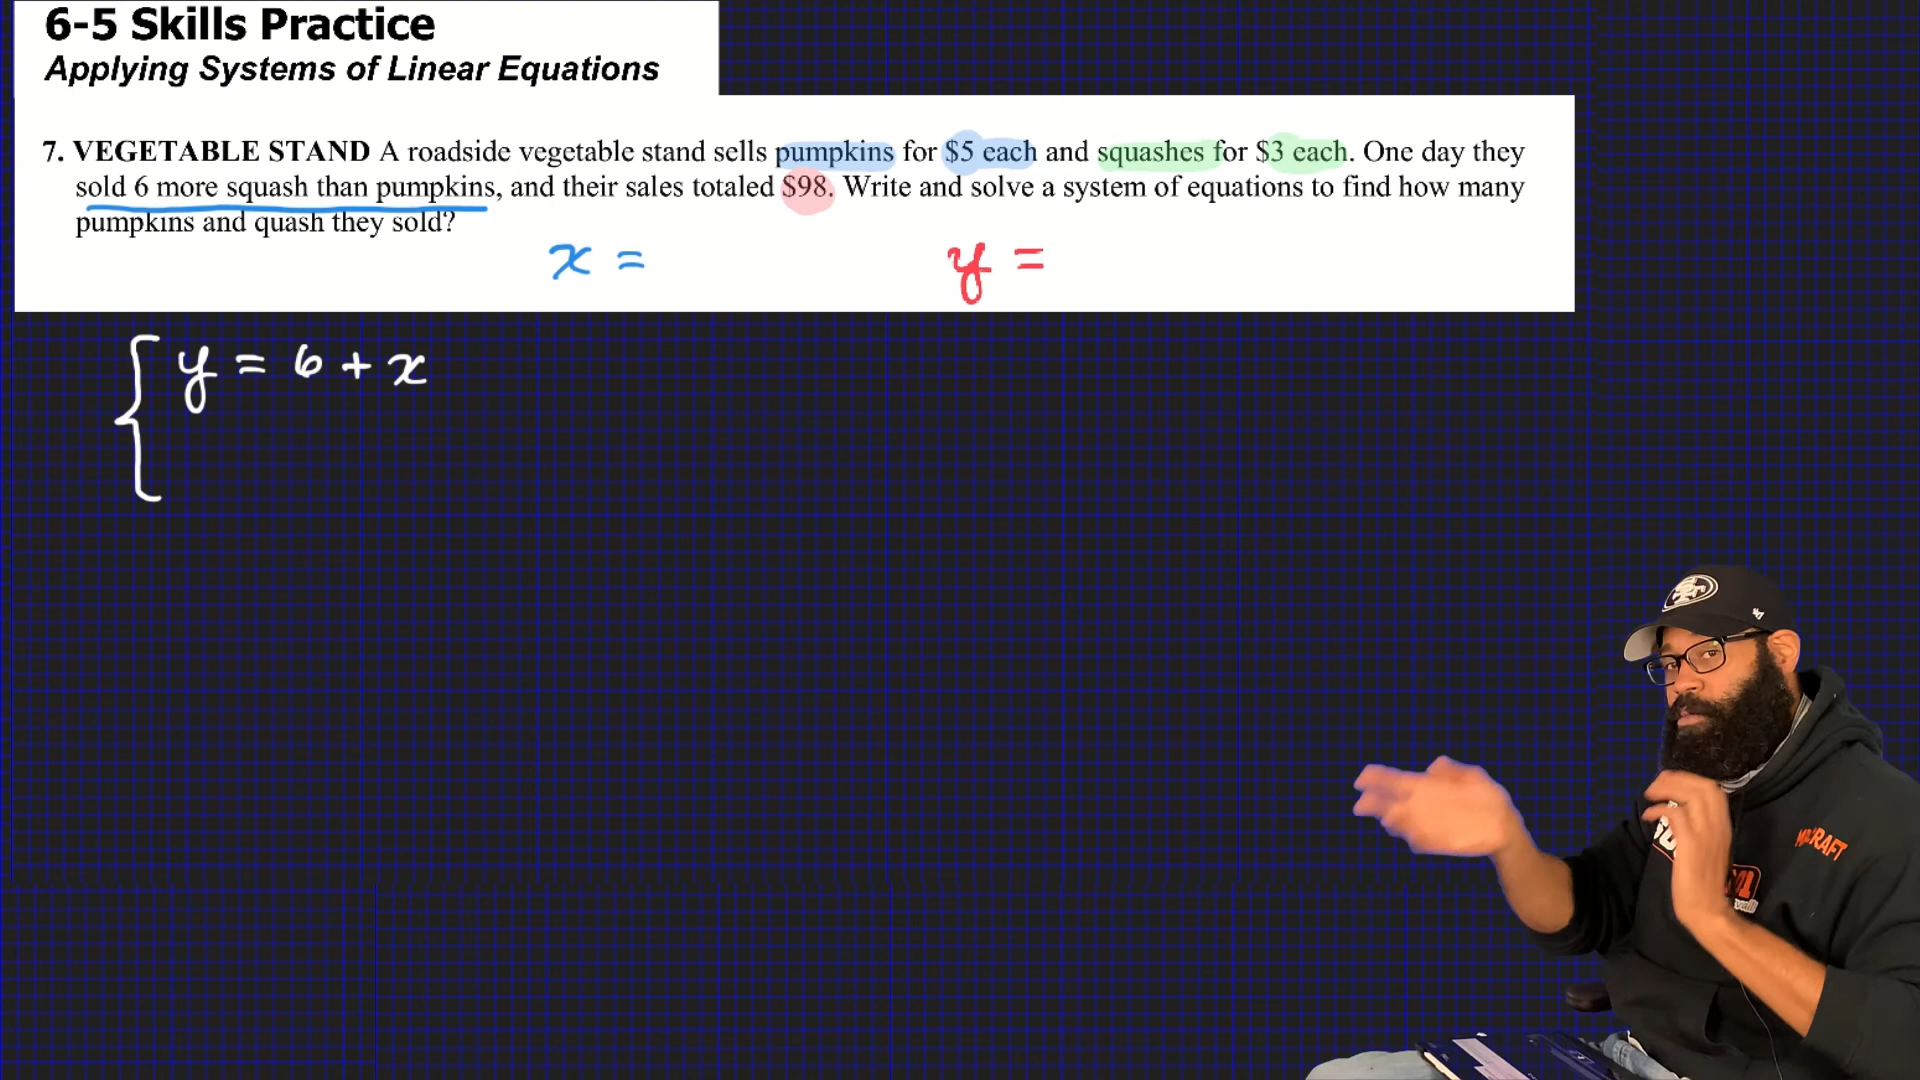 6-5 Skills Practice
Applying Systems of Linear Equations
7. VEGETABLE STAND A roadside vegetable stand sells pumpkins for $5 each and squashes for $3 each. One day they
sold 6 more squash than pumpkins, and their sales totaled $98. Write and solve a system of equations to find how many
pumpkins and quash they sold?
x = y =
y = 6 + x